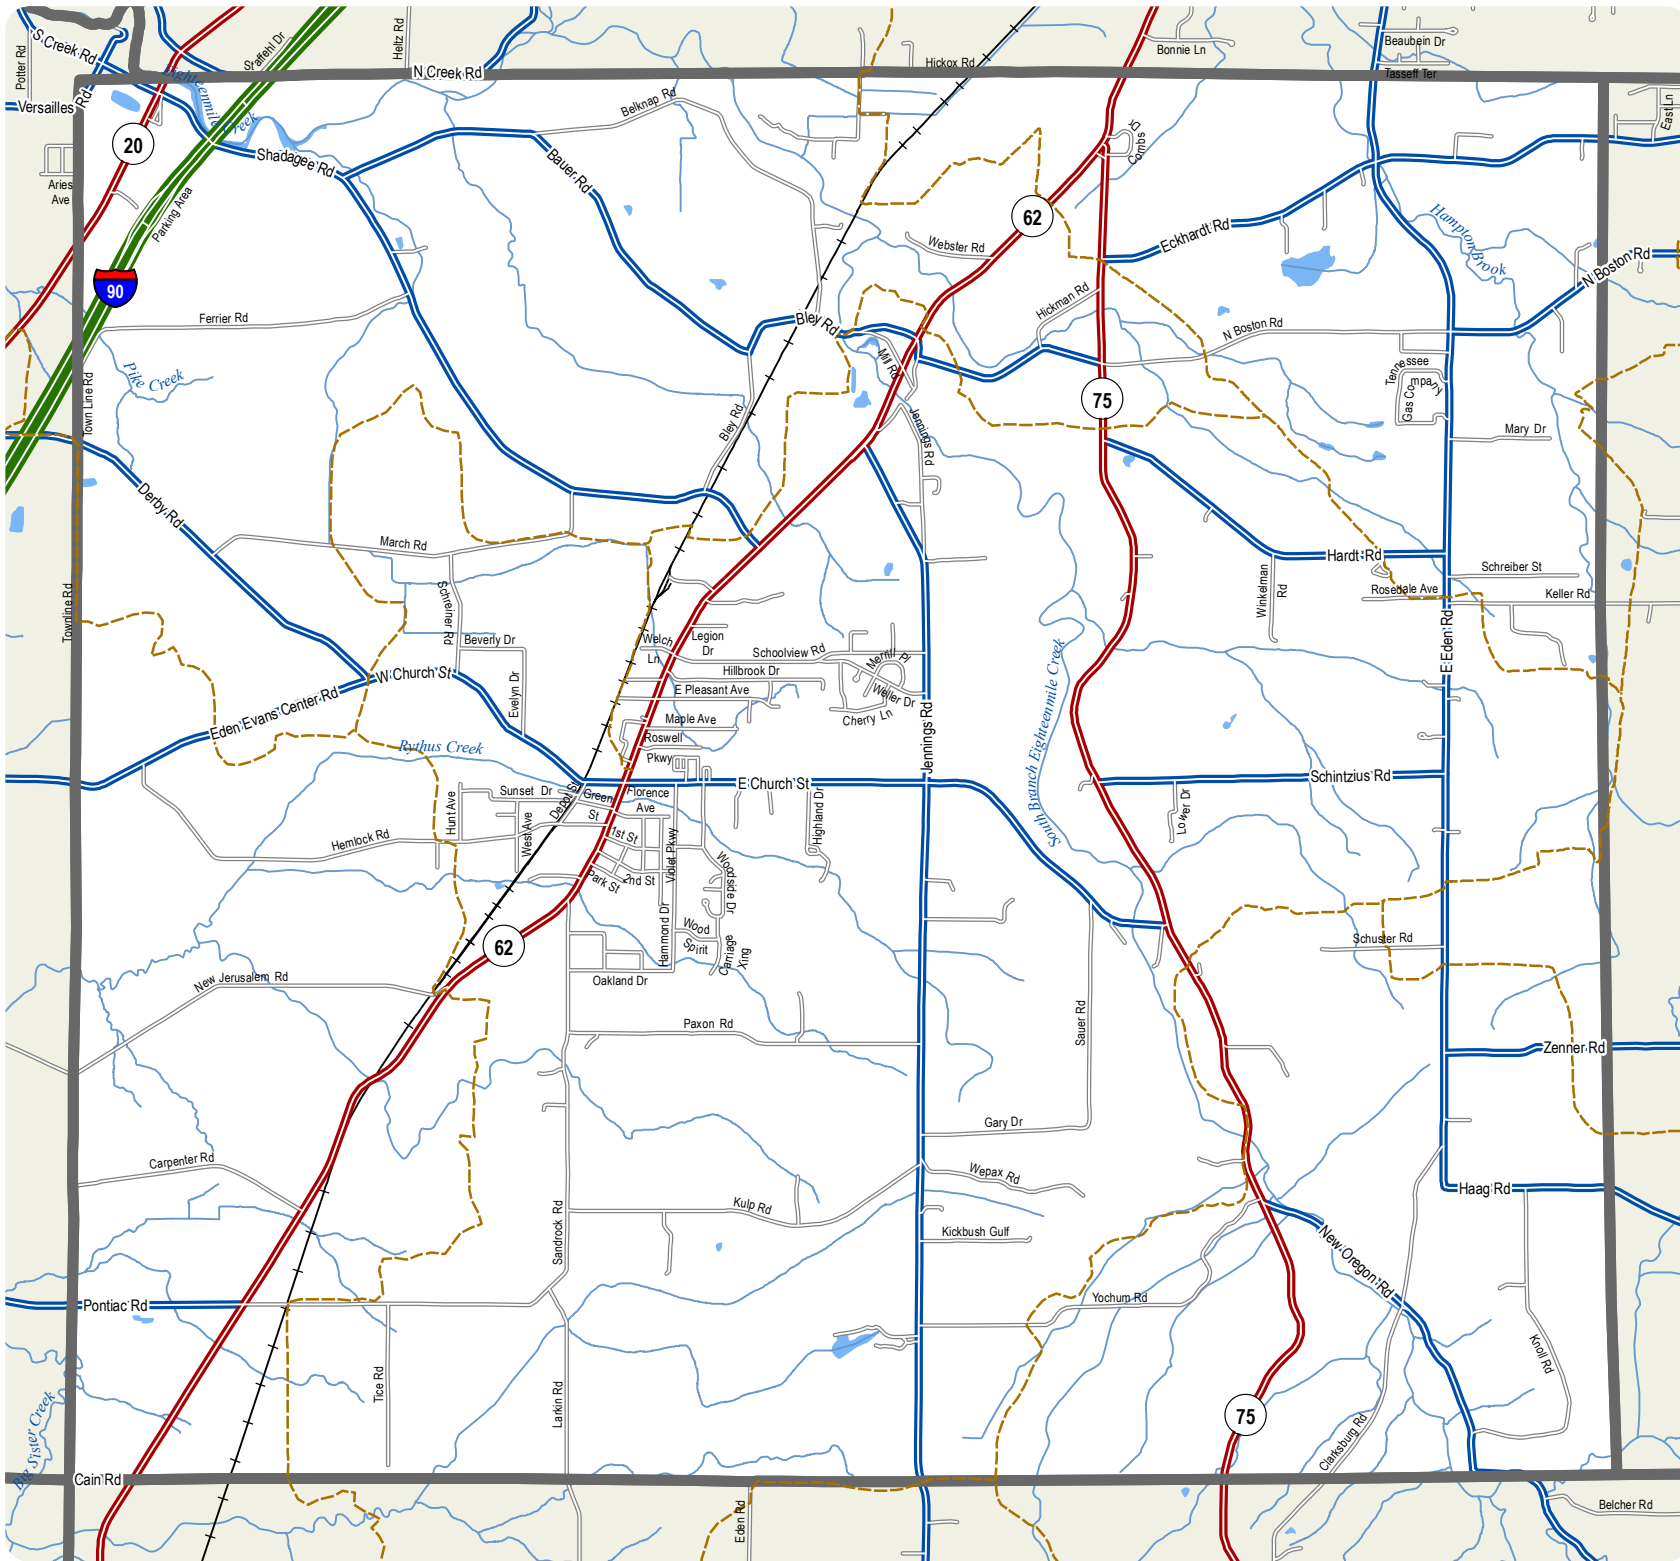 Potter Rd
S Creek Rd
Versailles Rd
20
Staffehl Dr
Heltz Rd
N Creek Rd
Hickox Rd
Bonnie Ln
Beaubein Dr
Tasseff Ter
East Ln
Eighteenmile Creek
Shadagee Rd
Belknap Rd
Bauer Rd
Combs Dr
Aries
Ave
Parking Area
62
Webster Rd
Eckhardt Rd
Hampton Brook
N Boston Rd
90
Ferrier Rd
Bley Rd
Hickman Rd
N Boston Rd
Mill Rd
Pike Creek
Town Line Rd
Tennessee
Gas Company
75
Bley Rd
Jennings Rd
Mary Dr
Derby Rd
March Rd
Hardt Rd
Schreiber St
Rosedale Ave
Keller Rd
Winkelman
Rd
Townline Rd
Schreiner Rd
Beverly Dr
Welch
Ln
Legion
Dr
Schoolview Rd
Merrill Pl
Hillbrook Dr
E Pleasant Ave
Weller Dr
Cherry Ln
E Eden Rd
W Church St
Eden Evans Center Rd
Evelyn Dr
Maple Ave
Roswell
Pkwy
Rythus Creek
Jennings Rd
South Branch Eighteenmile Creek
E Church St
Schintzius Rd
Sunset Dr
Hunt Ave
West Ave
Depot St
Green
St
Florence
Ave
1st St
2nd St
Park St
Violet Pkwy
Highland Dr
Lower Dr
Hemlock Rd
Woodside Dr
Hammond Dr
Wood
Spirit
Carriage
Xing
62
Oakland Dr
Schuster Rd
New Jerusalem Rd
Paxon Rd
Sauer Rd
Zenner Rd
Gary Dr
Carpenter Rd
Wepax Rd
Kulp Rd
Haag Rd
Sandrock Rd
Kickbush Gulf
New Oregon Rd
Pontiac Rd
Yochum Rd
Knoll Rd
Tice Rd
Larkin Rd
75
Clarksburg Rd
Big Sister Creek
Cain Rd
Eden Rd
Belcher Rd